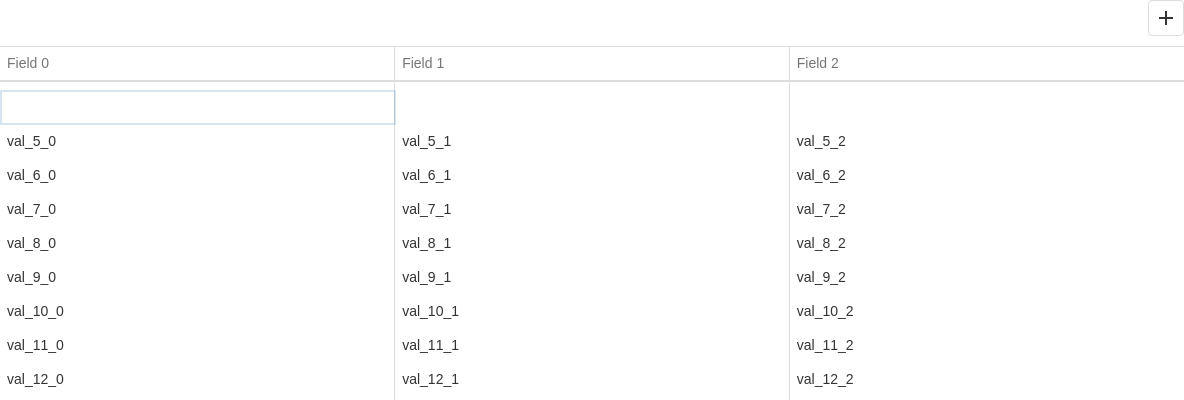 Field 0 Field 1 Field 2
val_5_0 val_5_1 val_5_2
val_6_0 val_6_1 val_6_2
val_7_0 val_7_1 val_7_2
val_8_0 val_8_1 val_8_2
val_9_0 val_9_1 val_9_2
val_10_0 val_10_1 val_10_2
val_11_0 val_11_1 val_11_2
val_12_0 val_12_1 val_12_2